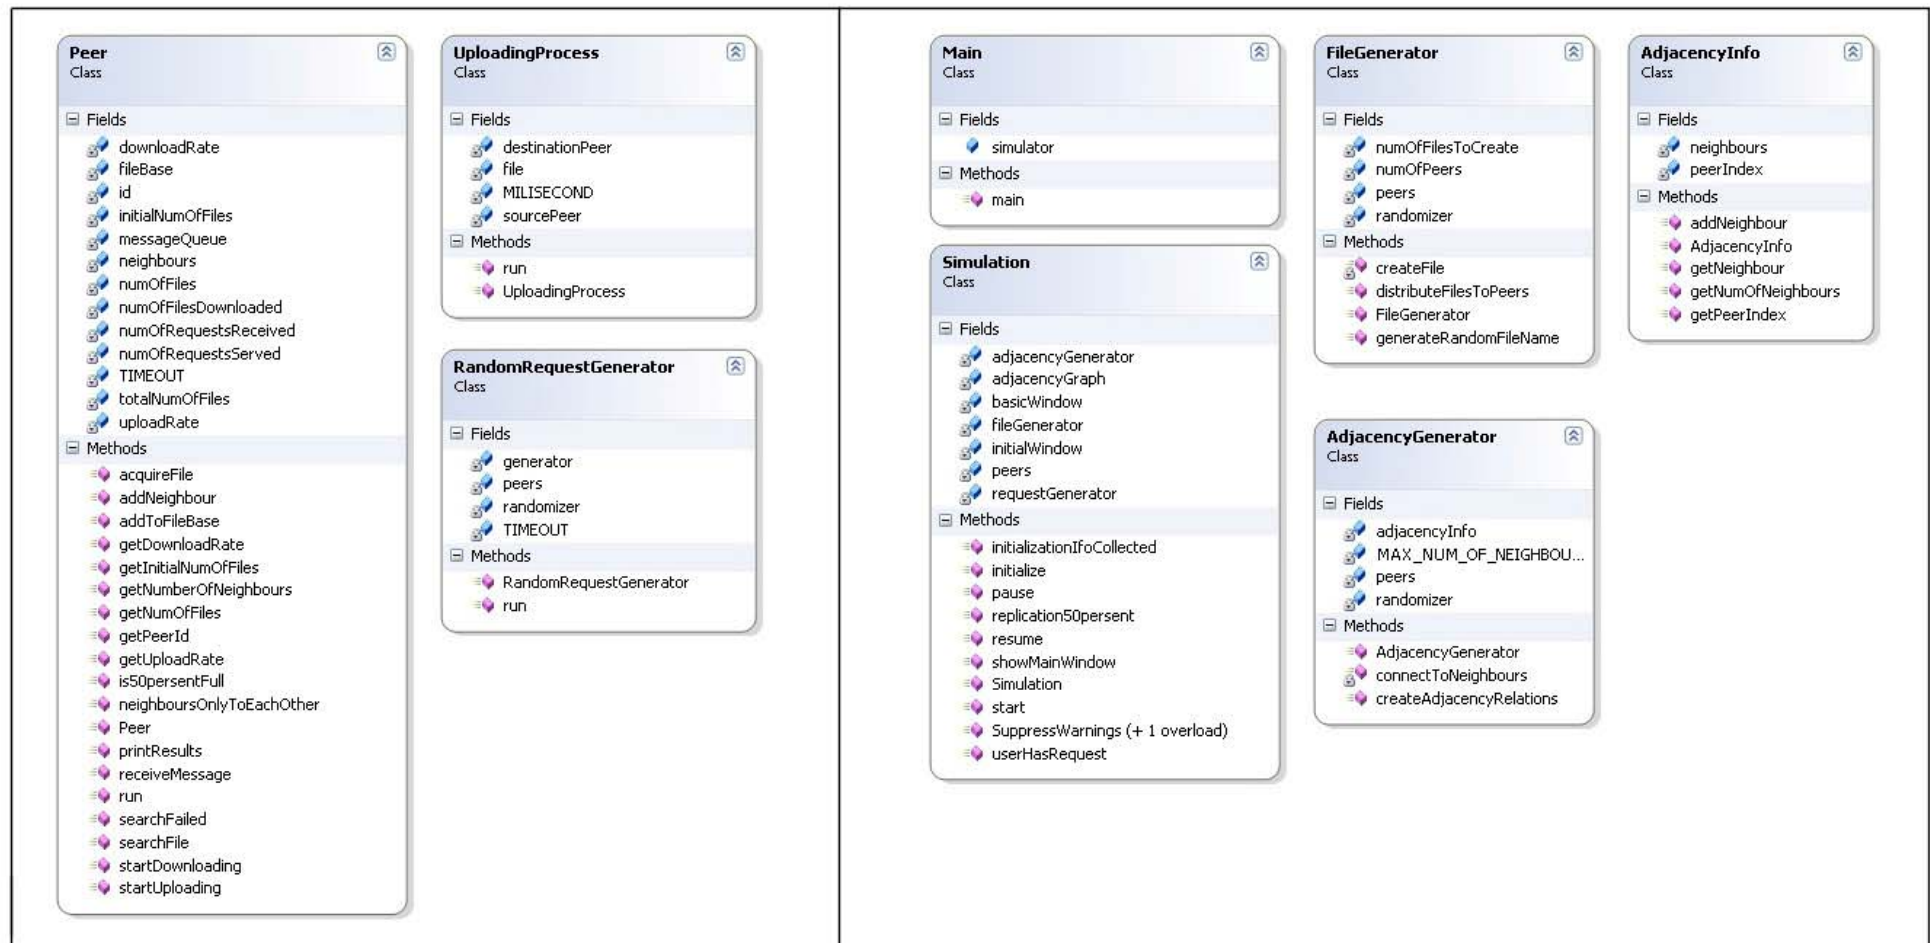 Peer
Class
Fields
downloadRate
fileBase
id
initialNumOfFiles
messageQueue
neighbours
numOfFiles
numOfFilesDownloaded
numOfRequestsReceived
numOfRequestsServed
TIMEOUT
totalNumOfFiles
uploadRate
Methods
acquireFile
addNeighbour
addToFileBase
getDownloadRate
getInitialNumOfFiles
getNumberOfNeighbours
getNumOfFiles
getPeerId
getUploadRate
is50persentFull
neighboursOnlyToEachOther
Peer
printResults
receiveMessage
run
searchFailed
searchFile
startDownloading
startUploading
UploadingProcess
Class
Fields
destinationPeer
file
MILISECOND
sourcePeer
Methods
run
UploadingProcess
RandomRequestGenerator
Class
Fields
generator
peers
randomizer
TIMEOUT
Methods
RandomRequestGenerator
run
Main
Class
Fields
simulator
Methods
main
Simulation
Class
Fields
adjacencyGenerator
adjacencyGraph
basicWindow
fileGenerator
initialWindow
peers
requestGenerator
Methods
initializationIfoCollected
initialize
pause
replication50persent
resume
showMainWindow
Simulation
start
SuppressWarnings (+ 1 overload)
userHasRequest
FileGenerator
Class
Fields
numOfFilesToCreate
numOfPeers
peers
randomizer
Methods
createFile
distributeFilesToPeers
FileGenerator
generateRandomFileName
AdjacencyGenerator
Class
Fields
adjacencyInfo
MAX_NUM_OF_NEIGHBOU...
peers
randomizer
Methods
AdjacencyGenerator
connectToNeighbours
createAdjacencyRelations
AdjacencyInfo
Class
Fields
neighbours
peerIndex
Methods
addNeighbour
AdjacencyInfo
getNeighbour
getNumOfNeighbours
getPeerIndex